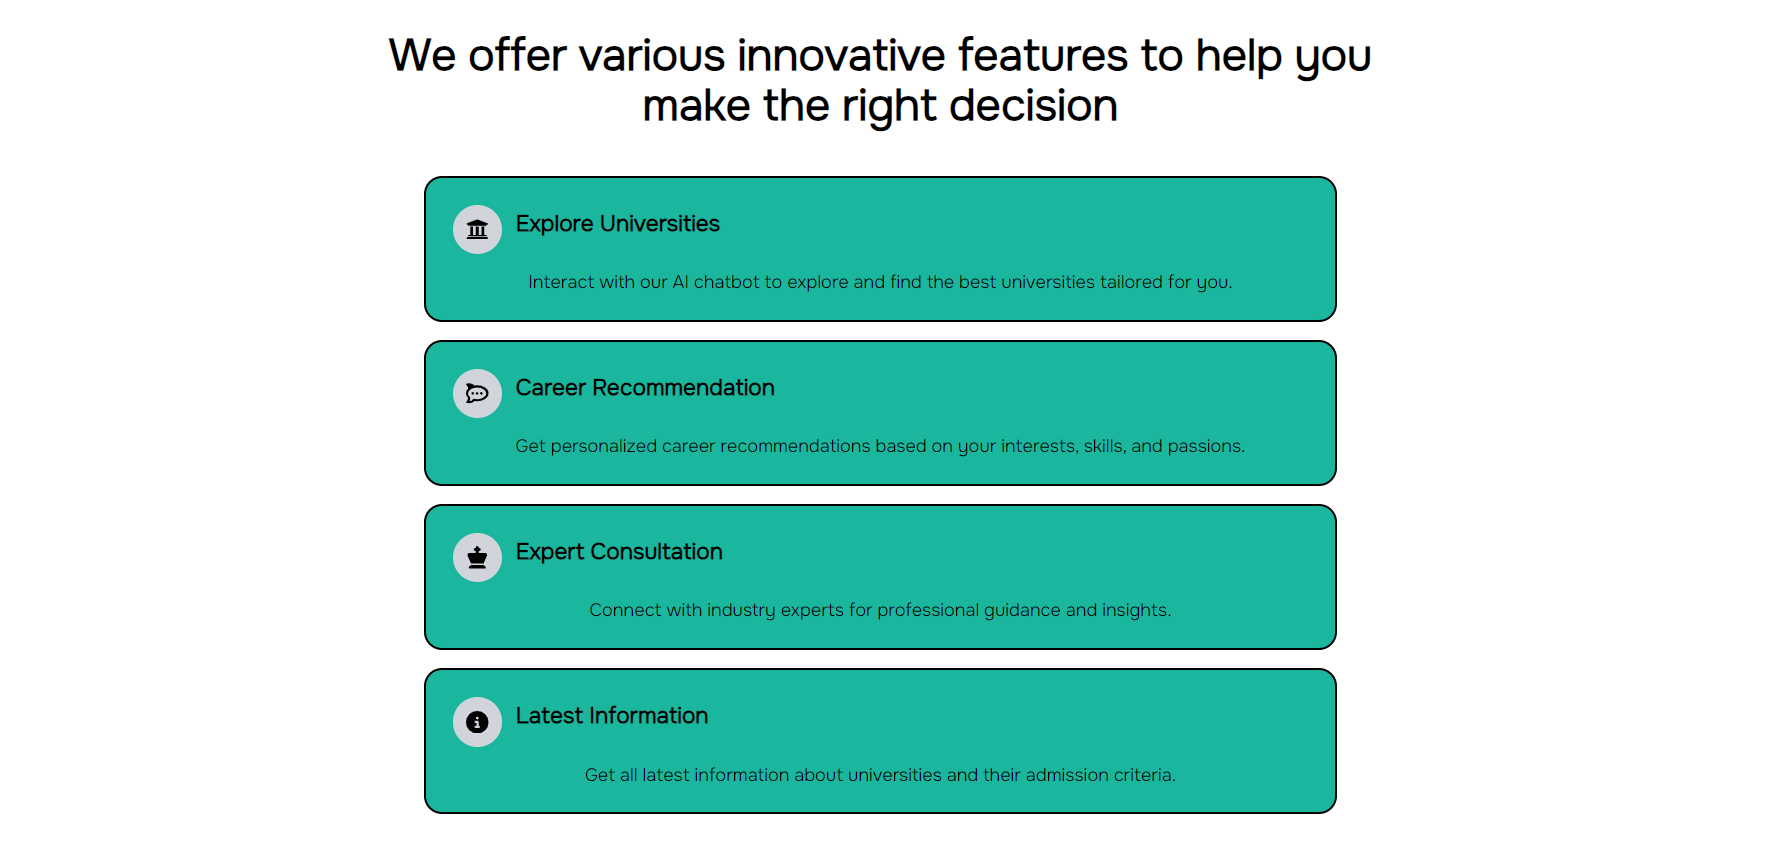 We offer various innovative features to help you
make the right decision
Explore Universities
Interact with our AI chatbot to explore and find the best universities tailored for you.
Career Recommendation
Get personalized career recommendations based on your interests, skills, and passions.
Expert Consultation
Connect with industry experts for professional guidance and insights.
Latest Information
Get all latest information about universities and their admission criteria.